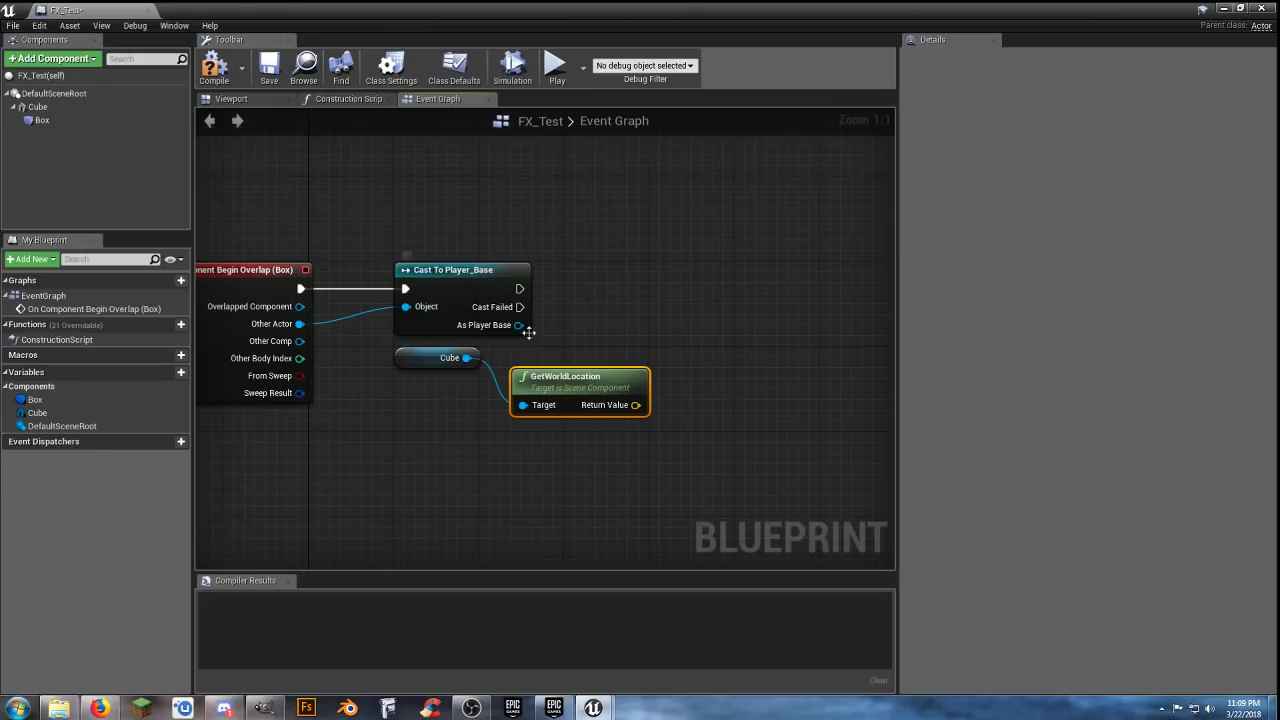 FX_Test*
File Edit Asset View Debug Window Help
Parent class: Actor
Components
Toolbar
Details
+ Add Component
Search
FX_Test(self)
DefaultSceneRoot
Cube
Box
Compile
Save
Browse
Find
Class Settings
Class Defaults
Simulation
Play
No debug object selected
Debug Filter
Viewport
Construction Scrip
Event Graph
FX_Test > Event Graph
Zoom 1:1
My Blueprint
+ Add New
Search
Graphs
EventGraph
On Component Begin Overlap (Box)
Functions (21 Overridable)
ConstructionScript
Macros
Variables
Components
Box
Cube
DefaultSceneRoot
Event Dispatchers
onent Begin Overlap (Box)
Overlapped Component
Other Actor
Other Comp
Other Body Index
From Sweep
Sweep Result
Cast To Player_Base
Object
Cast Failed
As Player Base
Cube
GetWorldLocation
Target is Scene Component
Target
Return Value
BLUEPRINT
Compiler Results
Clear
Fs
EPIC GAMES
EPIC GAMES
11:09 PM
3/22/2018